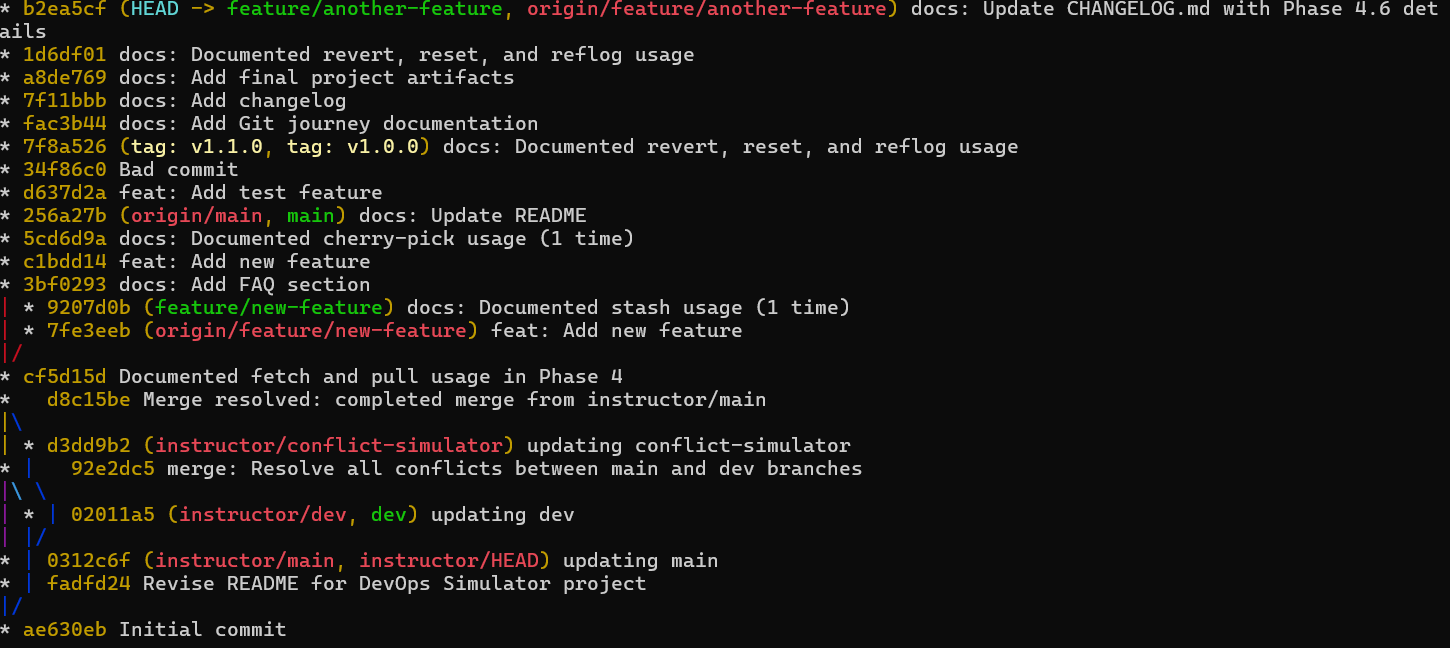 * b2ea5cf (HEAD -> feature/another-feature, origin/feature/another-feature) docs: Update CHANGELOG.md with Phase 4.6 det
ails
* 1d6df01 docs: Documented revert, reset, and reflog usage
* a8de769 docs: Add final project artifacts
* 7f11bbb docs: Add changelog
* fac3b44 docs: Add Git journey documentation
* 7f8a526 (tag: v1.1.0, tag: v1.0.0) docs: Documented revert, reset, and reflog usage
* 34f86c0 Bad commit
* d637d2a feat: Add test feature
* 256a27b (origin/main, main) docs: Update README
* 5cd6d9a docs: Documented cherry-pick usage (1 time)
* c1bdd14 feat: Add new feature
* 3bf0293 docs: Add FAQ section
| * 9207d0b (feature/new-feature) docs: Documented stash usage (1 time)
| * 7fe3eeb (origin/feature/new-feature) feat: Add new feature
|/
* cf5d15d Documented fetch and pull usage in Phase 4
*   d8c15be Merge resolved: completed merge from instructor/main
|\
| * d3dd9b2 (instructor/conflict-simulator) updating conflict-simulator
* |   92e2dc5 merge: Resolve all conflicts between main and dev branches
|\ \
| * | 02011a5 (instructor/dev, dev) updating dev
| |/
* | 0312c6f (instructor/main, instructor/HEAD) updating main
* | fadfd24 Revise README for DevOps Simulator project
|/
* ae630eb Initial commit